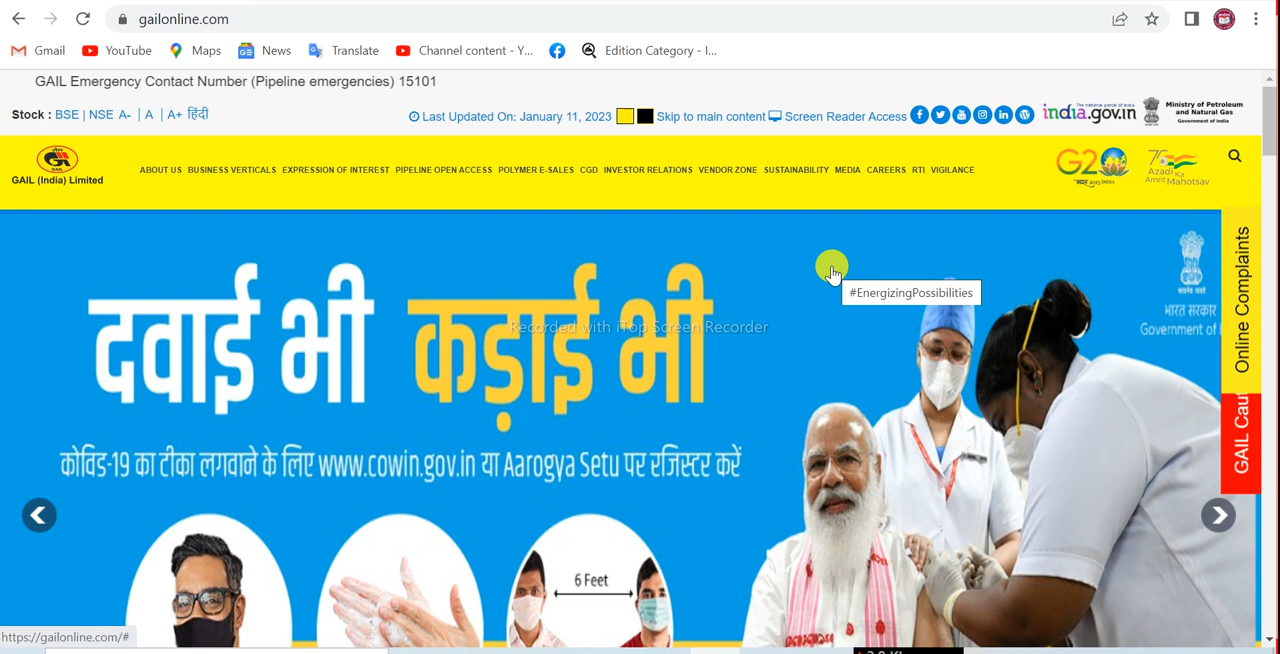 gailonline.com
Gmail YouTube Maps News Translate Channel content - Y... Edition Category - I...
GAIL Emergency Contact Number (Pipeline emergencies) 15101
Stock : BSE | NSE A- | A | A+ हिंदी Last Updated On: January 11, 2023 Skip to main content Screen Reader Access india.gov.in Ministry of Petroleum
The national portal of india
and Natural Gas
Government of India
GAIL (India) Limited
ABOUT US BUSINESS VERTICALS EXPRESSION OF INTEREST PIPELINE OPEN ACCESS POLYMER E-SALES CGD INVESTOR RELATIONS VENDOR ZONE SUSTAINABILITY MEDIA CAREERS RTI VIGILANCE
G20
75
Azadi Ka
Amrit Mahotsav
Online Complaints
GAIL Cau
#EnergizingPossibilities
भारत सरकार
Government of
दवाई भी कड़ाई भी
Recorded with iTop Screen Recorder
कोविड-19 का टीका लगवाने के लिए www.cowin.gov.in या Aarogya Setu पर रजिस्टर करें
6 Feet
https://gailonline.com/#